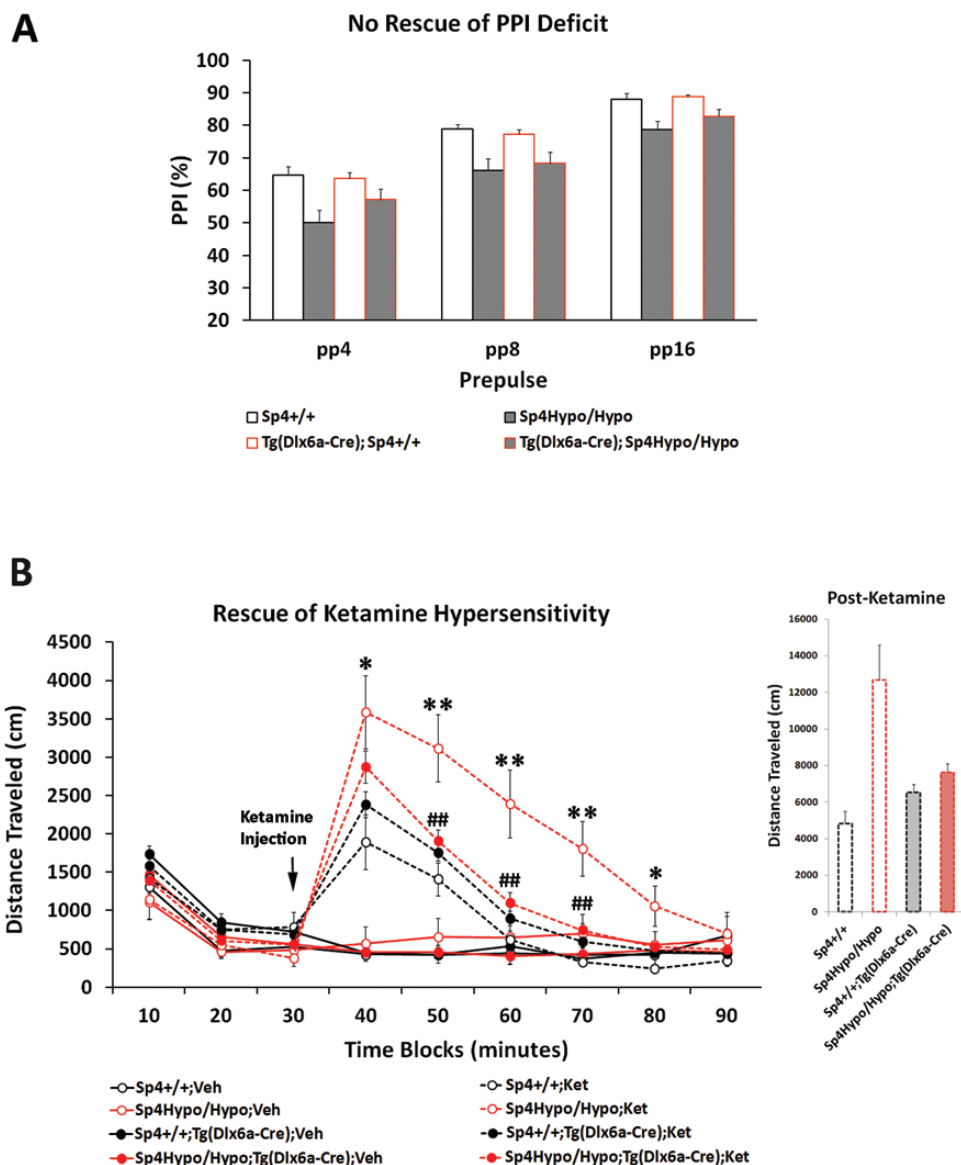 A
No Rescue of PPI Deficit
100
90
80
70
60
50
40
30
20
PPI (%)
pp4 pp8 pp16
Prepulse
Sp4+/+ Sp4Hypo/Hypo
Tg(Dlx6a-Cre); Sp4+/+ Tg(Dlx6a-Cre); Sp4Hypo/Hypo
B
Rescue of Ketamine Hypersensitivity
4500
4000
3500
3000
2500
2000
1500
1000
500
0
Distance Traveled (cm)
Ketamine
Injection
*
**
**
**
*
##
##
##
10 20 30 40 50 60 70 80 90
Time Blocks (minutes)
Sp4+/+;Veh Sp4+/+;Ket
Sp4Hypo/Hypo;Veh Sp4Hypo/Hypo;Ket
Sp4+/+;Tg(Dlx6a-Cre);Veh Sp4+/+;Tg(Dlx6a-Cre);Ket
Sp4Hypo/Hypo;Tg(Dlx6a-Cre);Veh Sp4Hypo/Hypo;Tg(Dlx6a-Cre);Ket
Post-Ketamine
16000
14000
12000
10000
8000
6000
4000
2000
0
Distance Traveled (cm)
Sp4+/+
Sp4Hypo/Hypo
Sp4+/+;Tg(Dlx6a-Cre)
Sp4Hypo/Hypo;Tg(Dlx6a-Cre)